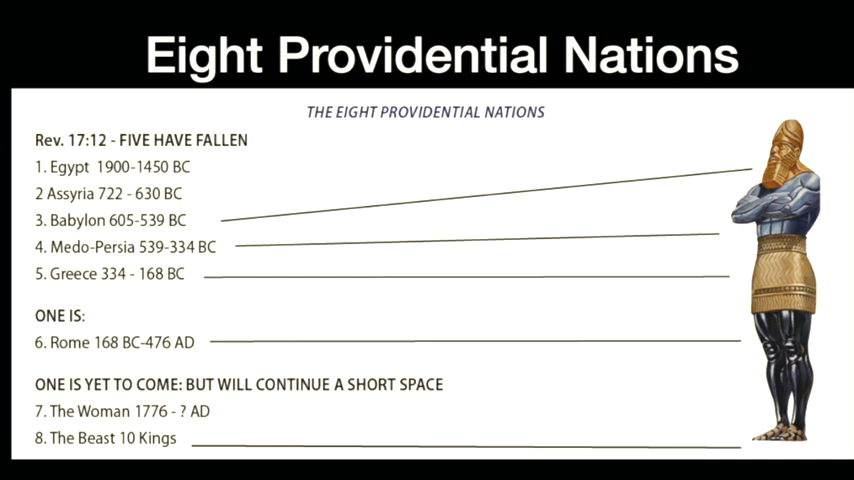 Eight Providential Nations
THE EIGHT PROVIDENTIAL NATIONS
Rev. 17:12 - FIVE HAVE FALLEN
1. Egypt 1900-1450 BC
2 Assyria 722 - 630 BC
3. Babylon 605-539 BC
4. Medo-Persia 539-334 BC
5. Greece 334 - 168 BC
ONE IS:
6. Rome 168 BC-476 AD
ONE IS YET TO COME: BUT WILL CONTINUE A SHORT SPACE
7. The Woman 1776 - ? AD
8. The Beast 10 Kings